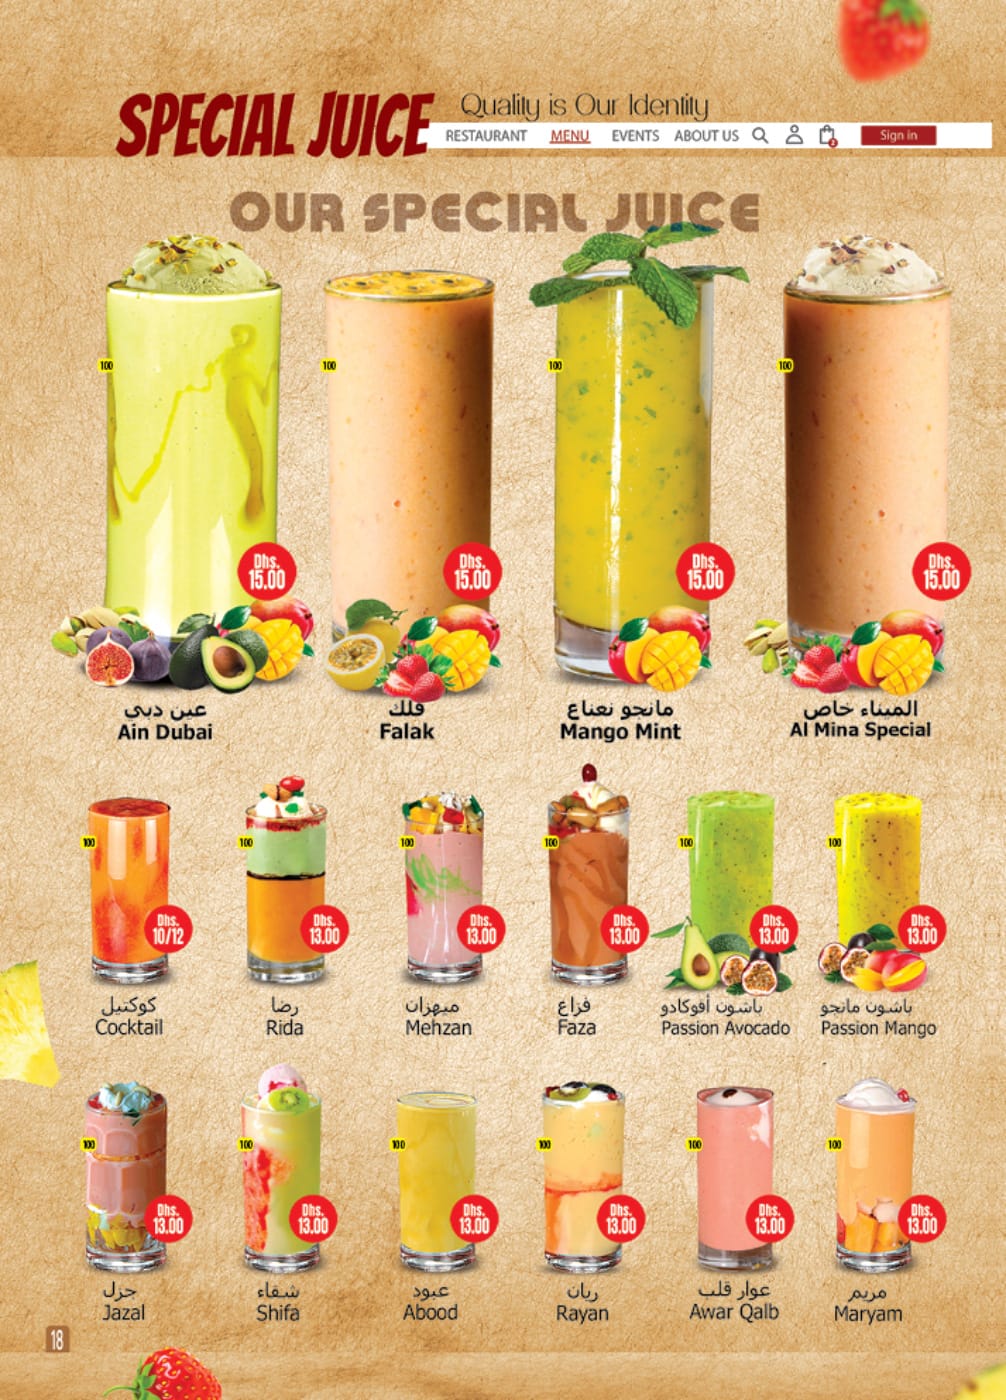 SPECIAL JUICE
Quality is Our Identity
RESTAURANT MENU EVENTS ABOUT US 2 Sign in
OUR SPECIAL JUICE
100 100 100 100
Dhs. Dhs. Dhs. Dhs.
15.00 15.00 15.00 15.00
عين دبي فلك مانجو نعناع الميناء خاص
Ain Dubai Falak Mango Mint Al Mina Special
100 100 100 100 100 100
Dhs. Dhs. Dhs. Dhs. Dhs. Dhs.
10/12 13.00 13.00 13.00 13.00 13.00
كوكتيل رضا ميهزان فزاع باشون أفوكادو باشون مانجو
Cocktail Rida Mehzan Faza Passion Avocado Passion Mango
100 100 100 100 100 100
Dhs. Dhs. Dhs. Dhs. Dhs. Dhs.
13.00 13.00 13.00 13.00 13.00 13.00
جزل شفاء عبود ريان عوار قلب مريم
Jazal Shifa Abood Rayan Awar Qalb Maryam
18